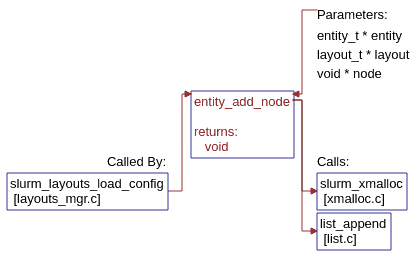 Parameters:
entity_t * entity
layout_t * layout
void * node
entity_add_node
returns:
void
Called By:
slurm_layouts_load_config
[layouts_mgr.c]
Calls:
slurm_xmalloc
[xmalloc.c]
list_append
[list.c]